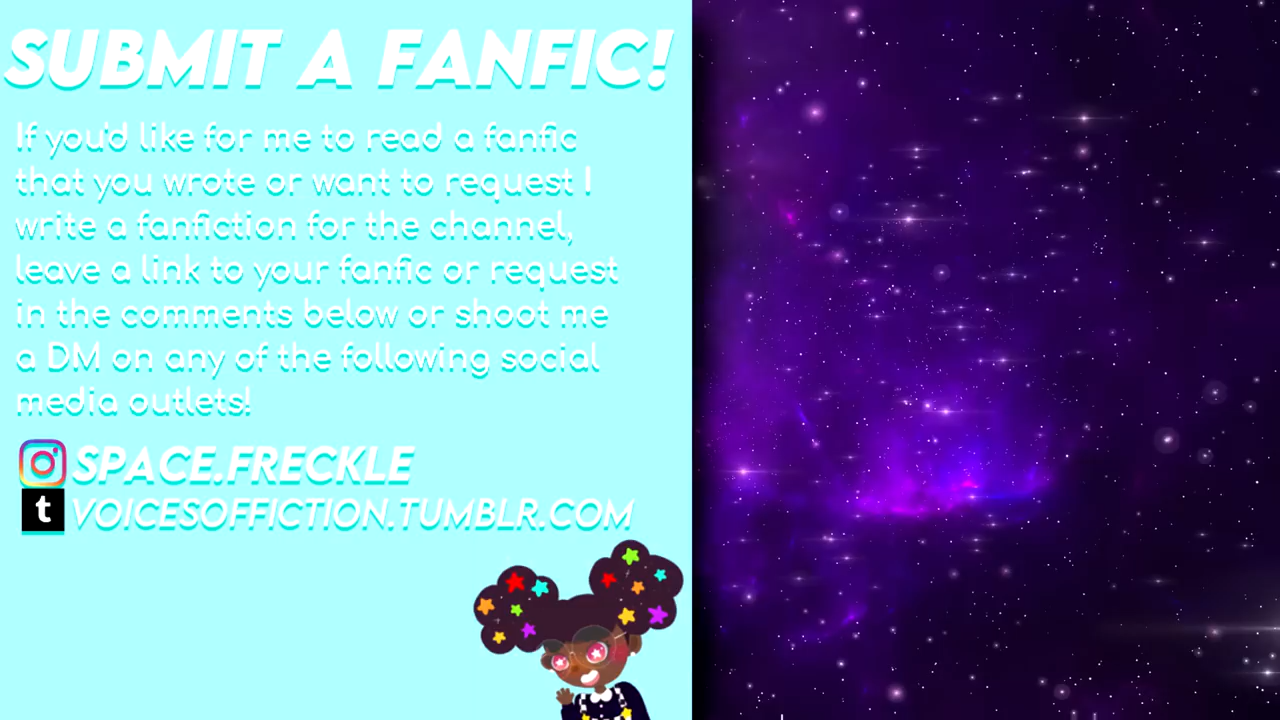 SUBMIT A FANFIC!
If you'd like for me to read a fanfic
that you wrote or want to request I
write a fanfiction for the channel,
leave a link to your fanfic or request
in the comments below or shoot me
a DM on any of the following social
media outlets!
SPACE.FRECKLE
t VOICESOFFICTION.TUMBLR.COM